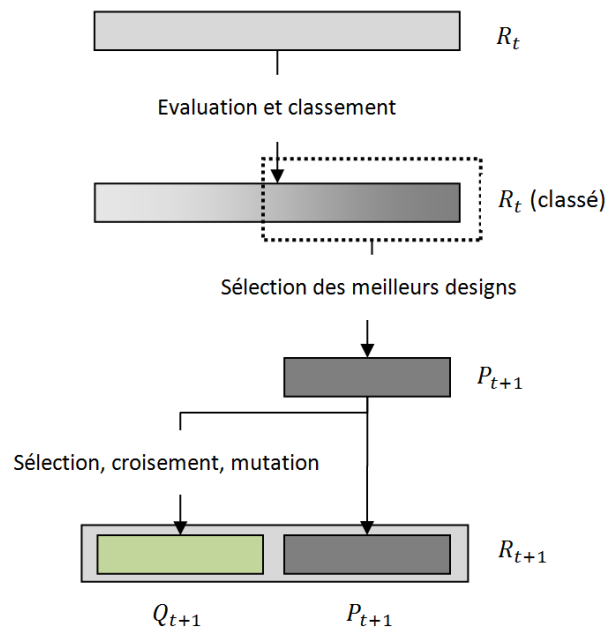 R_t
Evaluation et classement
R_t (classé)
Sélection des meilleurs designs
P_{t+1}
Sélection, croisement, mutation
R_{t+1}
Q_{t+1}
P_{t+1}